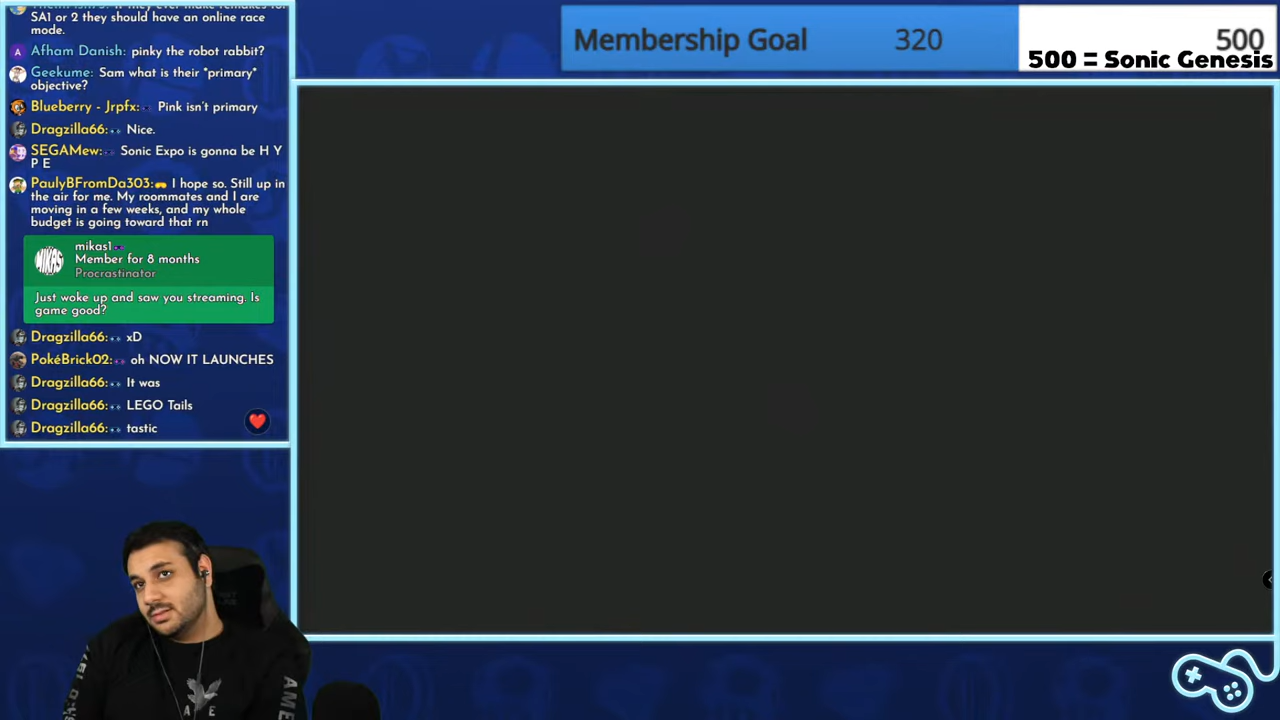 SA1 or 2 they should have an online race
mode.
Afham Danish: pinky the robot rabbit?
Geekume: Sam what is their *primary*
objective?
Blueberry - Jrpfx: Pink isn't primary
Dragzilla66: Nice.
SEGAMew: Sonic Expo is gonna be H Y
P E
PaulyBFromDa303: I hope so. Still up in
the air for me. My roommates and I are
moving in a few weeks, and my whole
budget is going toward that rn
mikas1
Member for 8 months
Procrastinator
Just woke up and saw you streaming. Is
game good?
Dragzilla66: xD
PokéBrick02: oh NOW IT LAUNCHES
Dragzilla66: It was
Dragzilla66: LEGO Tails
Dragzilla66: tastic
Membership Goal 320 500
500 = Sonic Genesis
A
MIKAS
A E
AME